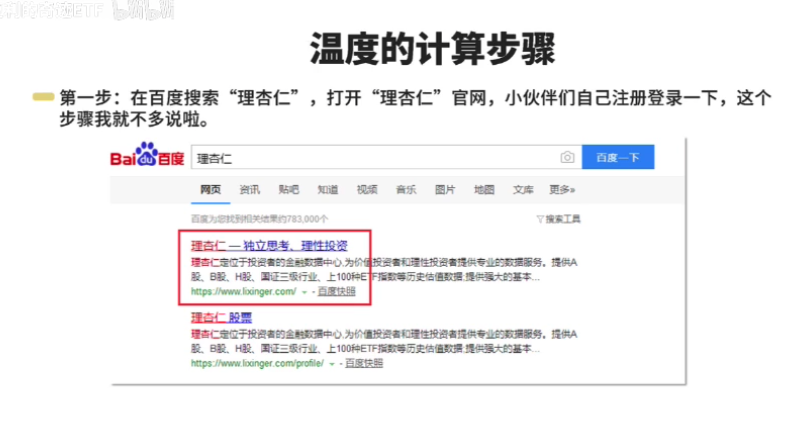 温度的计算步骤
第一步：在百度搜索“理杏仁”，打开“理杏仁”官网，小伙伴们自己注册登录一下，这个
步骤我就不多说啦。
Bai du 百度 理杏仁 百度一下
网页 资讯 贴吧 知道 视频 音乐 图片 地图 文库 更多»
百度为您找到相关结果约783,000个 搜索工具
理杏仁 — 独立思考、理性投资
理杏仁定位于投资者的金融数据中心,为价值投资者和理性投资者提供专业的数据服务。提供A
股、B股、H股、国证三级行业、上100种ETF指数等历史估值数据.提供强大的基本...
https://www.lixinger.com/ - 百度快照
理杏仁 股票
理杏仁定位于投资者的金融数据中心,为价值投资者和理性投资者提供专业的数据服务。提供A
股、B股、H股、国证三级行业、上100种ETF指数等历史估值数据.提供强大的基本...
https://www.lixinger.com/profile/ - 百度快照